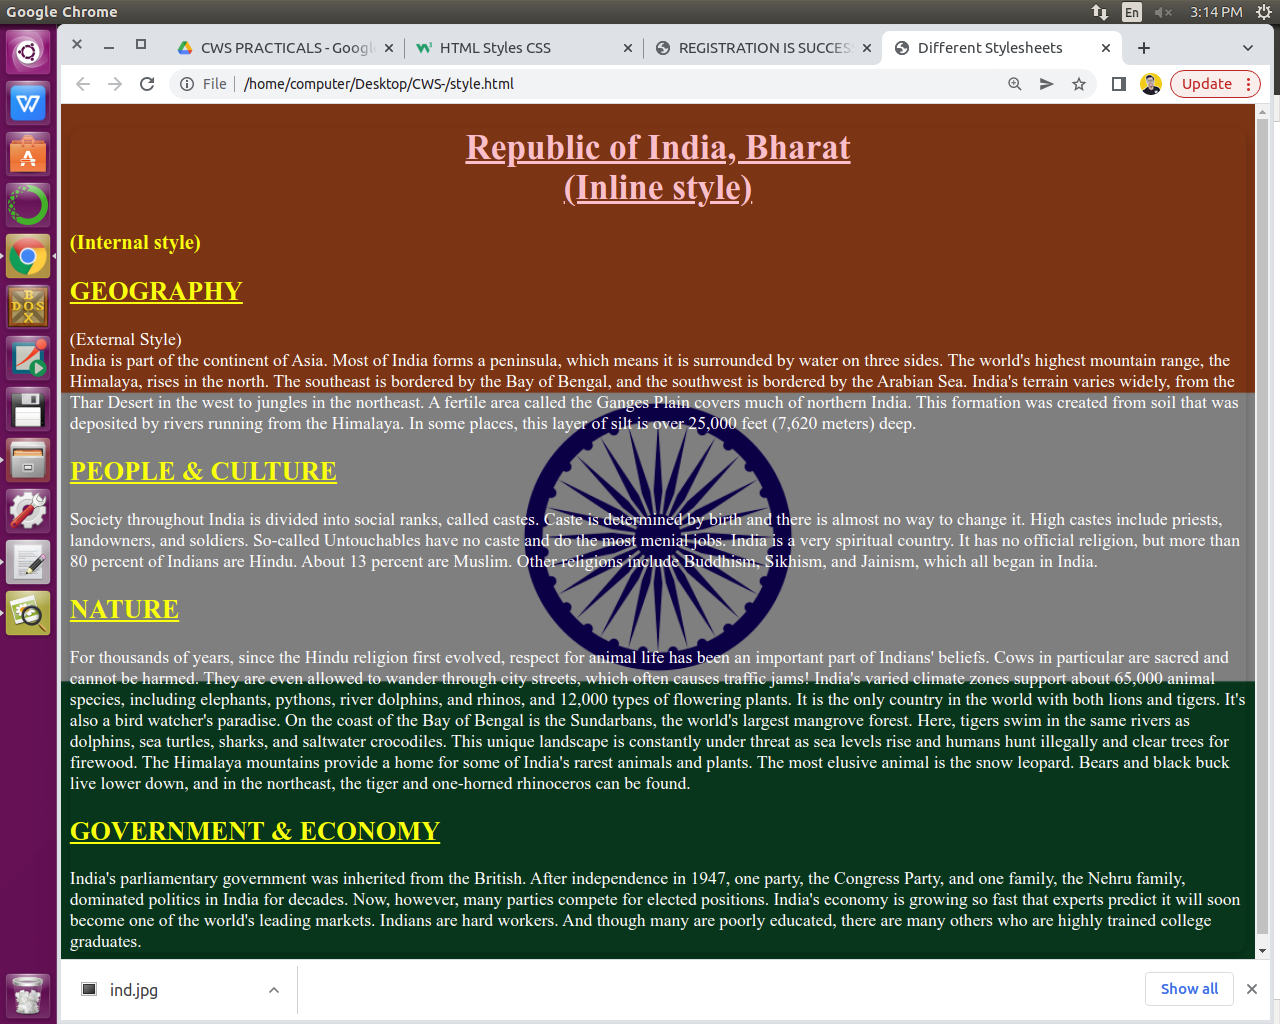 Google Chrome
En
3:14 PM
CWS PRACTICALS - Googl
HTML Styles CSS
REGISTRATION IS SUCCES
Different Stylesheets
File
/home/computer/Desktop/CWS-/style.html
Update
Republic of India, Bharat
(Inline style)
(Internal style)
GEOGRAPHY
(External Style)
India is part of the continent of Asia. Most of India forms a peninsula, which means it is surrounded by water on three sides. The world's highest mountain range, the
Himalaya, rises in the north. The southeast is bordered by the Bay of Bengal, and the southwest is bordered by the Arabian Sea. India's terrain varies widely, from the
Thar Desert in the west to jungles in the northeast. A fertile area called the Ganges Plain covers much of northern India. This formation was created from soil that was
deposited by rivers running from the Himalaya. In some places, this layer of silt is over 25,000 feet (7,620 meters) deep.
PEOPLE & CULTURE
Society throughout India is divided into social ranks, called castes. Caste is determined by birth and there is almost no way to change it. High castes include priests,
landowners, and soldiers. So-called Untouchables have no caste and do the most menial jobs. India is a very spiritual country. It has no official religion, but more than
80 percent of Indians are Hindu. About 13 percent are Muslim. Other religions include Buddhism, Sikhism, and Jainism, which all began in India.
NATURE
For thousands of years, since the Hindu religion first evolved, respect for animal life has been an important part of Indians' beliefs. Cows in particular are sacred and
cannot be harmed. They are even allowed to wander through city streets, which often causes traffic jams! India's varied climate zones support about 65,000 animal
species, including elephants, pythons, river dolphins, and rhinos, and 12,000 types of flowering plants. It is the only country in the world with both lions and tigers. It's
also a bird watcher's paradise. On the coast of the Bay of Bengal is the Sundarbans, the world's largest mangrove forest. Here, tigers swim in the same rivers as
dolphins, sea turtles, sharks, and saltwater crocodiles. This unique landscape is constantly under threat as sea levels rise and humans hunt illegally and clear trees for
firewood. The Himalaya mountains provide a home for some of India's rarest animals and plants. The most elusive animal is the snow leopard. Bears and black buck
live lower down, and in the northeast, the tiger and one-horned rhinoceros can be found.
GOVERNMENT & ECONOMY
India's parliamentary government was inherited from the British. After independence in 1947, one party, the Congress Party, and one family, the Nehru family,
dominated politics in India for decades. Now, however, many parties compete for elected positions. India's economy is growing so fast that experts predict it will soon
become one of the world's leading markets. Indians are hard workers. And though many are poorly educated, there are many others who are highly trained college
graduates.
ind.jpg
Show all